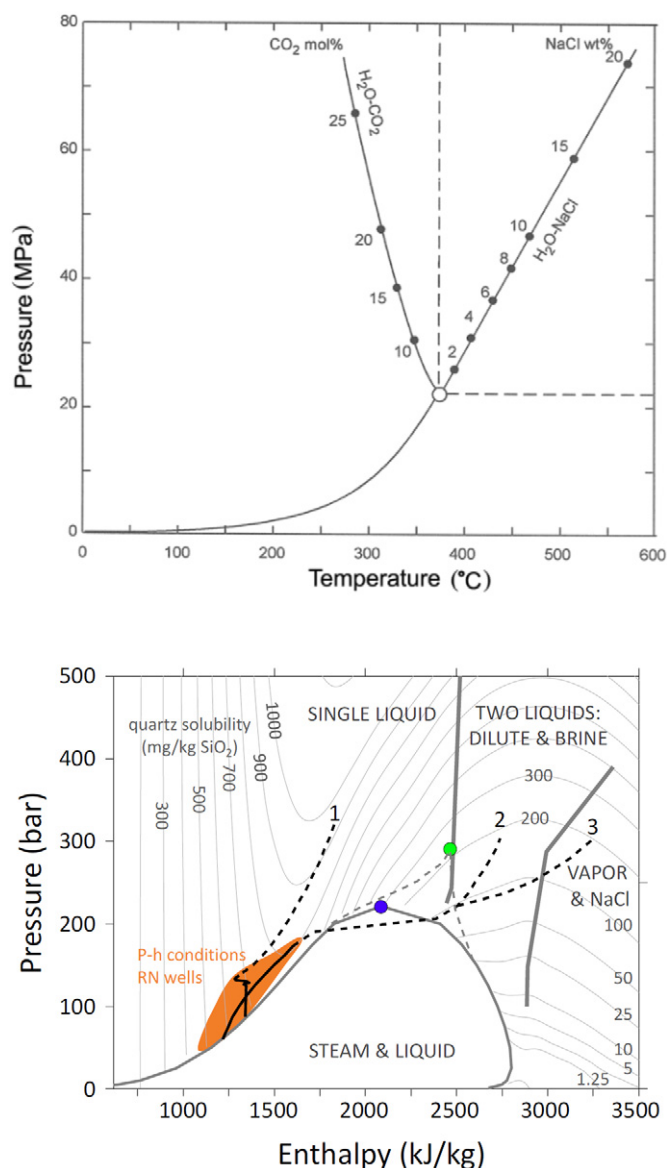 80
CO2 mol%
NaCl wt%
20
H2O-CO2
25
15
60
20
10
H2O-NaCl
8
40
15
6
4
10
2
20
0
0
100
200
300
400
500
600
Pressure (MPa)
Temperature (°C)
500
quartz solubility
(mg/kg SiO2)
1000
SINGLE LIQUID
TWO LIQUIDS:
DILUTE & BRINE
400
300
500
700
900
300
300
1
2
200
3
VAPOR
& NaCl
200
100
P-h conditions
RN wells
50
100
25
STEAM & LIQUID
10
5
0
1.25
1000
1500
2000
2500
3000
3500
Pressure (bar)
Enthalpy (kJ/kg)